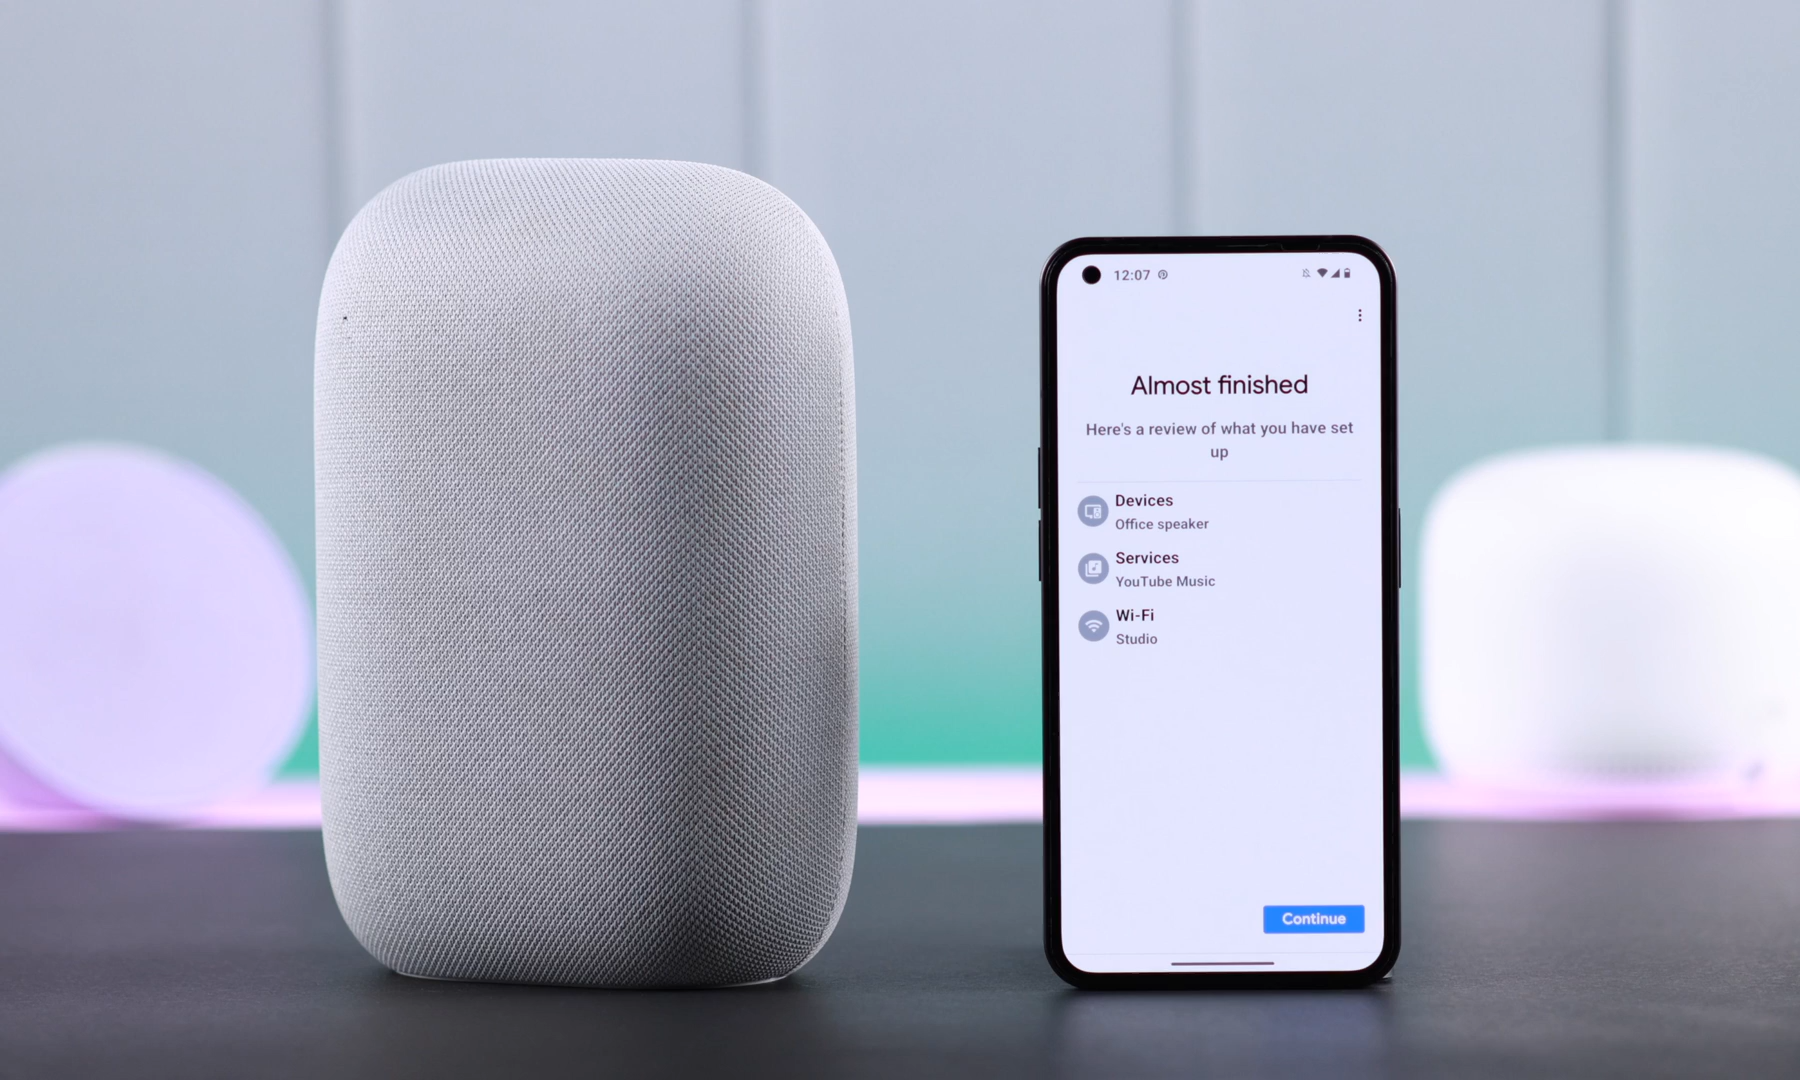 12:07
Almost finished
Here's a review of what you have set
up
Devices
Office speaker
Services
YouTube Music
Wi-Fi
Studio
Continue